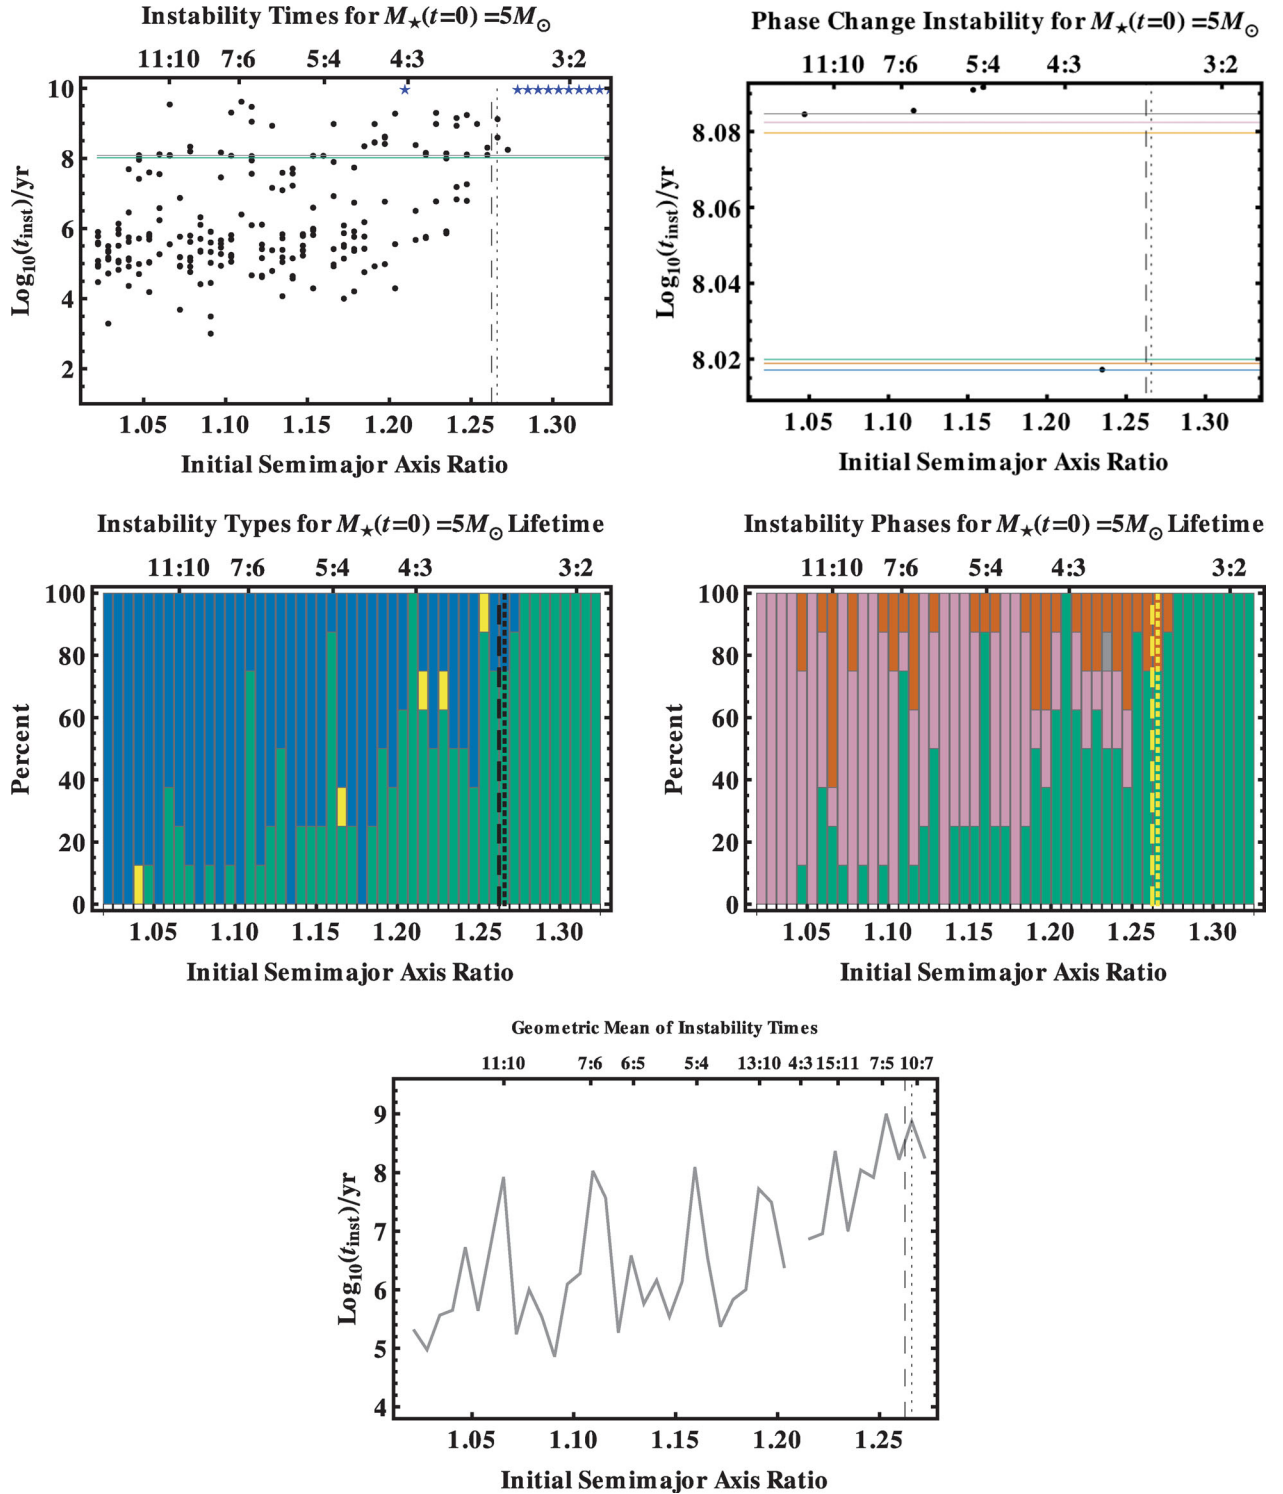 Instability Times for M★(t=0) =5M⊙
11:10 7:6 5:4 4:3 3:2
10
8
6
4
2
Log10(tinst)/yr
1.05 1.10 1.15 1.20 1.25 1.30
Initial Semimajor Axis Ratio
Phase Change Instability for M★(t=0) =5M⊙
11:10 7:6 5:4 4:3 3:2
8.08
8.06
8.04
8.02
Log10(tinst)/yr
1.05 1.10 1.15 1.20 1.25 1.30
Initial Semimajor Axis Ratio
Instability Types for M★(t=0) =5M⊙ Lifetime
11:10 7:6 5:4 4:3 3:2
100
80
60
40
20
0
Percent
1.05 1.10 1.15 1.20 1.25 1.30
Initial Semimajor Axis Ratio
Instability Phases for M★(t=0) =5M⊙ Lifetime
11:10 7:6 5:4 4:3 3:2
100
80
60
40
20
0
Percent
1.05 1.10 1.15 1.20 1.25 1.30
Initial Semimajor Axis Ratio
Geometric Mean of Instability Times
11:10 7:6 6:5 5:4 13:10 4:3 15:11 7:5 10:7
9
8
7
6
5
4
Log10(tinst)/yr
1.05 1.10 1.15 1.20 1.25
Initial Semimajor Axis Ratio